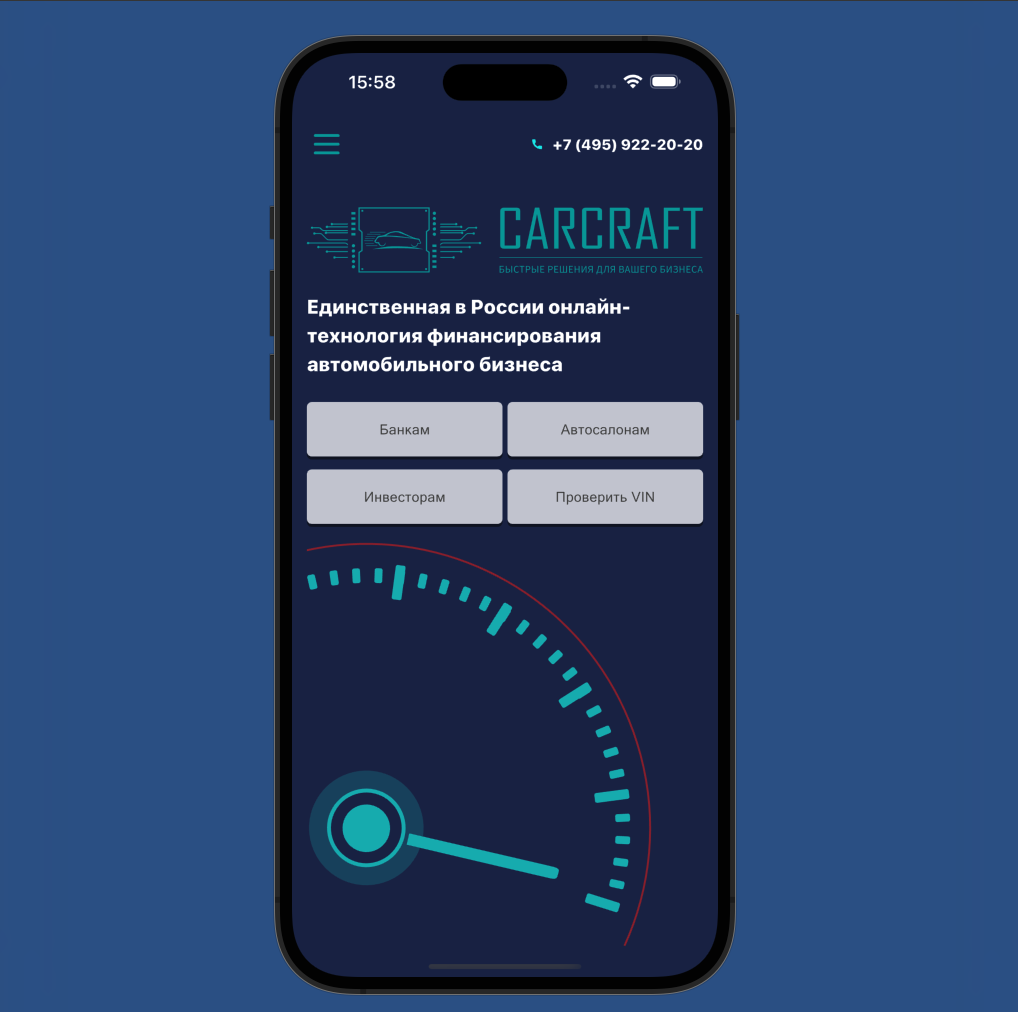 15:58
+7 (495) 922-20-20
CARCRAFT
БЫСТРЫЕ РЕШЕНИЯ ДЛЯ ВАШЕГО БИЗНЕСА
Единственная в России онлайн-
технология финансирования
автомобильного бизнеса
Банкам
Автосалонам
Инвесторам
Проверить VIN